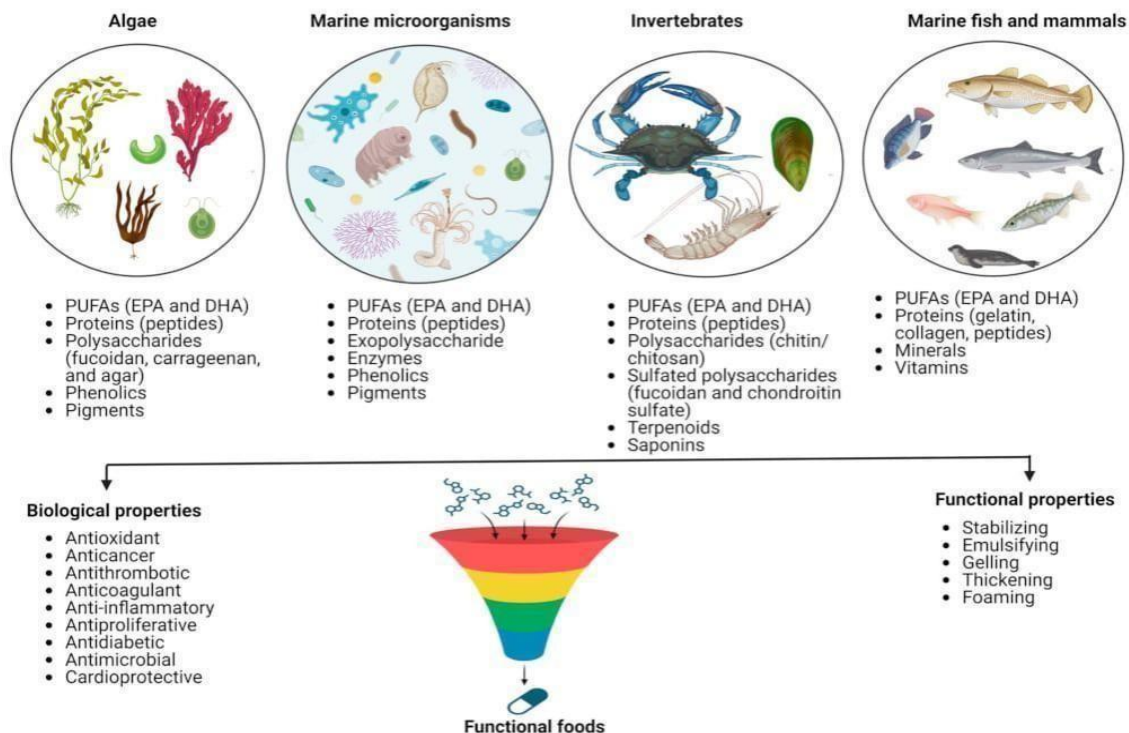 Algae
Marine microorganisms
Invertebrates
Marine fish and mammals
• PUFAs (EPA and DHA)
• Proteins (peptides)
• Polysaccharides
(fucoidan, carrageenan,
and agar)
• Phenolics
• Pigments
• PUFAs (EPA and DHA)
• Proteins (peptides)
• Exopolysaccharide
• Enzymes
• Phenolics
• Pigments
• PUFAs (EPA and DHA)
• Proteins (peptides)
• Polysaccharides (chitin/
chitosan)
• Sulfated polysaccharides
(fucoidan and chondroitin
sulfate)
• Terpenoids
• Saponins
• PUFAs (EPA and DHA)
• Proteins (gelatin,
collagen, peptides)
• Minerals
• Vitamins
Biological properties
• Antioxidant
• Anticancer
• Antithrombotic
• Anticoagulant
• Anti-inflammatory
• Antiproliferative
• Antidiabetic
• Antimicrobial
• Cardioprotective
Functional properties
• Stabilizing
• Emulsifying
• Gelling
• Thickening
• Foaming
Functional foods